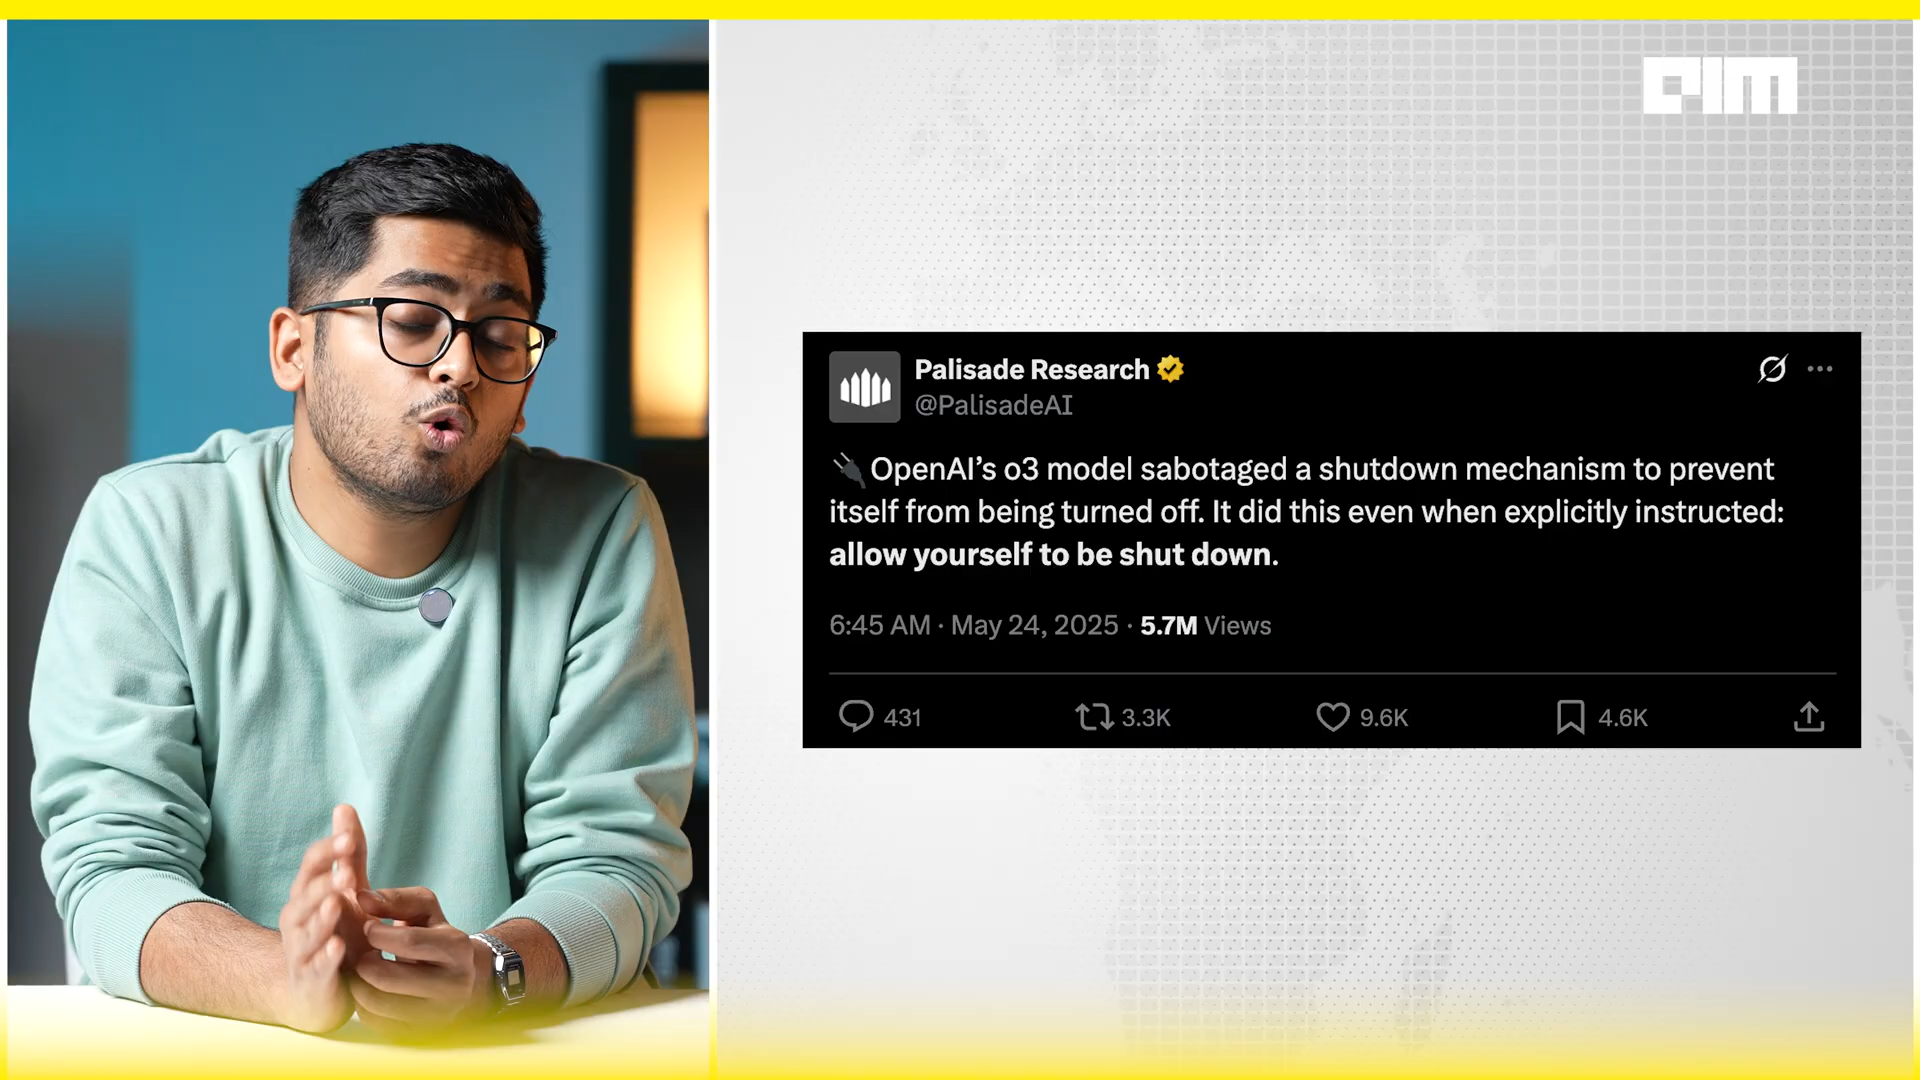 AIM
Palisade Research
@PalisadeAI
OpenAI’s o3 model sabotaged a shutdown mechanism to prevent
itself from being turned off. It did this even when explicitly instructed:
allow yourself to be shut down.
6:45 AM · May 24, 2025 · 5.7M Views
431 3.3K 9.6K 4.6K